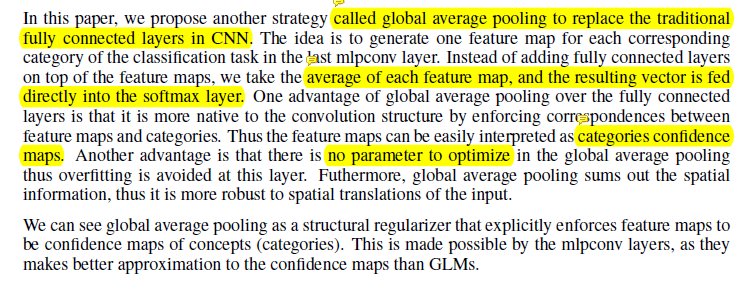 In this paper, we propose another strategy called global average pooling to replace the traditional
fully connected layers in CNN. The idea is to generate one feature map for each corresponding
category of the classification task in the last mlpconv layer. Instead of adding fully connected layers
on top of the feature maps, we take the average of each feature map, and the resulting vector is fed
directly into the softmax layer. One advantage of global average pooling over the fully connected
layers is that it is more native to the convolution structure by enforcing correspondences between
feature maps and categories. Thus the feature maps can be easily interpreted as categories confidence
maps. Another advantage is that there is no parameter to optimize in the global average pooling
thus overfitting is avoided at this layer. Futhermore, global average pooling sums out the spatial
information, thus it is more robust to spatial translations of the input.
We can see global average pooling as a structural regularizer that explicitly enforces feature maps to
be confidence maps of concepts (categories). This is made possible by the mlpconv layers, as they
makes better approximation to the confidence maps than GLMs.